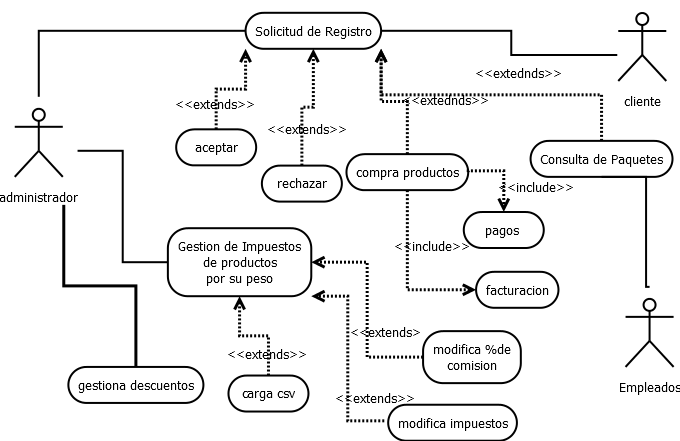 Solicitud de Registro
<<extednds>>
cliente
<<extends>>
<<extednds>>
<<extends>>
aceptar
Consulta de Paquetes
compra productos
rechazar
<<include>>
administrador
pagos
Gestion de Impuestos
de productos
por su peso
<<include>>
facturacion
<<extends>
<<extends>>
modifica %de
comision
gestiona descuentos
carga csv
Empleados
<<extends>>
modifica impuestos